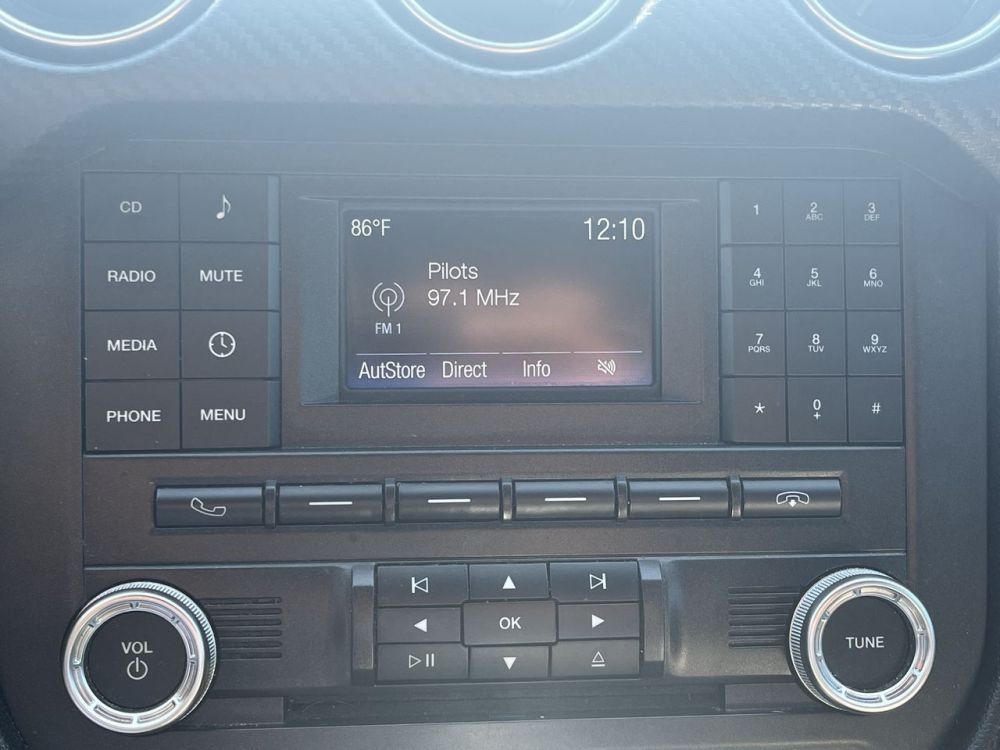 CD
RADIO
MUTE
MEDIA
PHONE
MENU
86°F 12:10
Pilots
97.1 MHz
FM 1
AutStore Direct Info
1 2 3
ABC DEF
4 5 6
GHI JKL MNO
7 8 9
PQRS TUV WXYZ
* 0 #
+
VOL
OK
TUNE